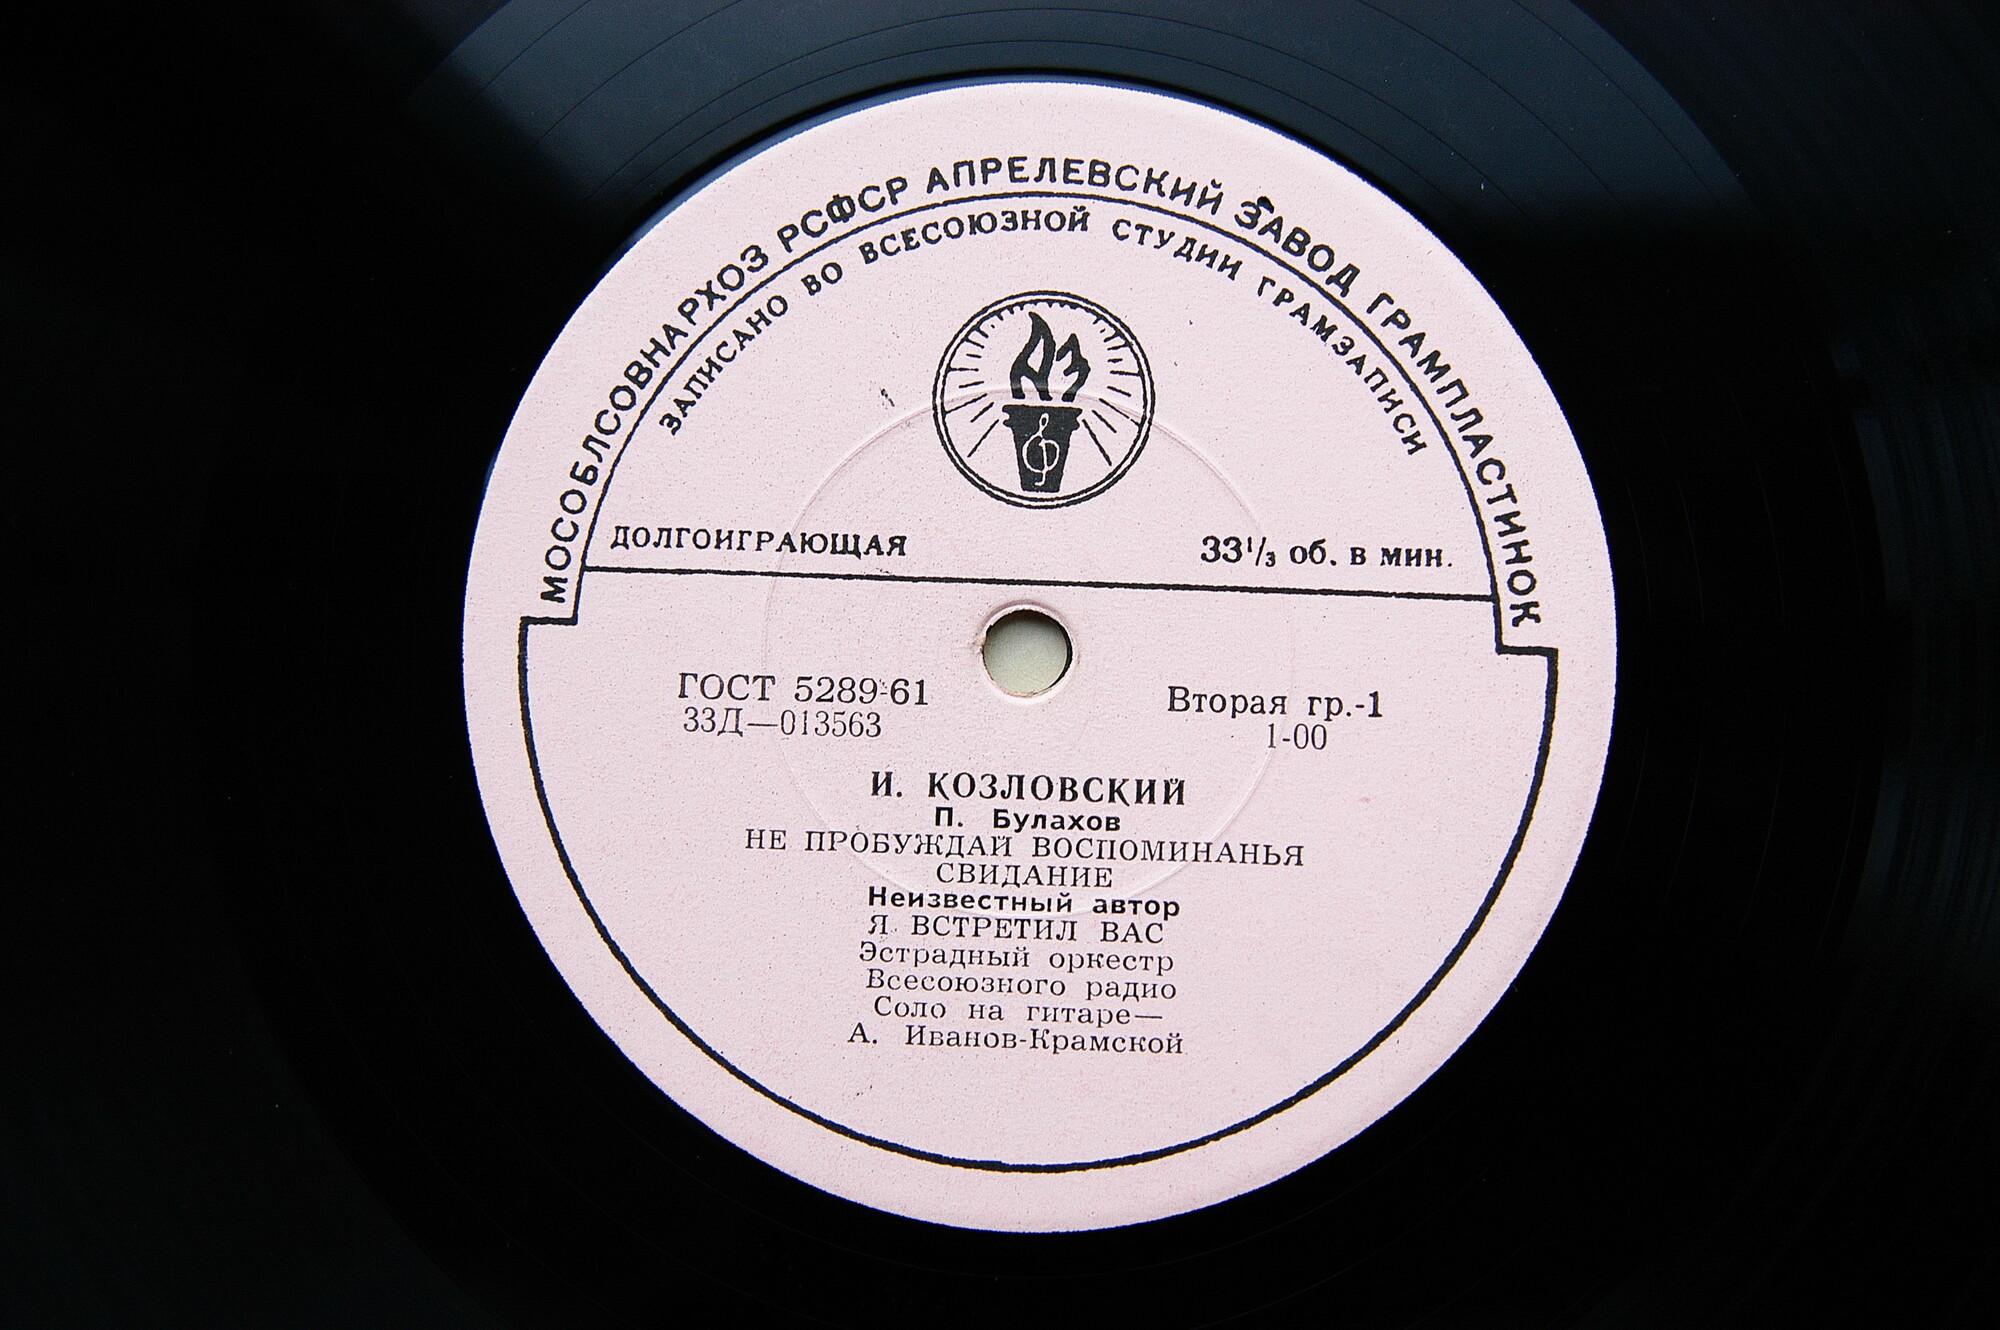 МОСОБЛСОВНАРХОЗ РСФСР АПРЕЛЕВСКИЙ ЗАВОД ГРАМПЛАСТИНОК
ЗАПИСАНО ВО ВСЕСОЮЗНОЙ СТУДИИ ГРАМЗАПИСИ
АЗ
ДОЛГОИГРАЮЩАЯ
33 1/3 об. в мин.
ГОСТ 5289-61
33Д—013563
Вторая гр.-1
1-00
И. КОЗЛОВСКИЙ
П. Булахов
НЕ ПРОБУЖДАЙ ВОСПОМИНАНЬЯ
СВИДАНИЕ
Неизвестный автор
Я ВСТРЕТИЛ ВАС
Эстрадный оркестр
Всесоюзного радио
Соло на гитаре—
А. Иванов-Крамской